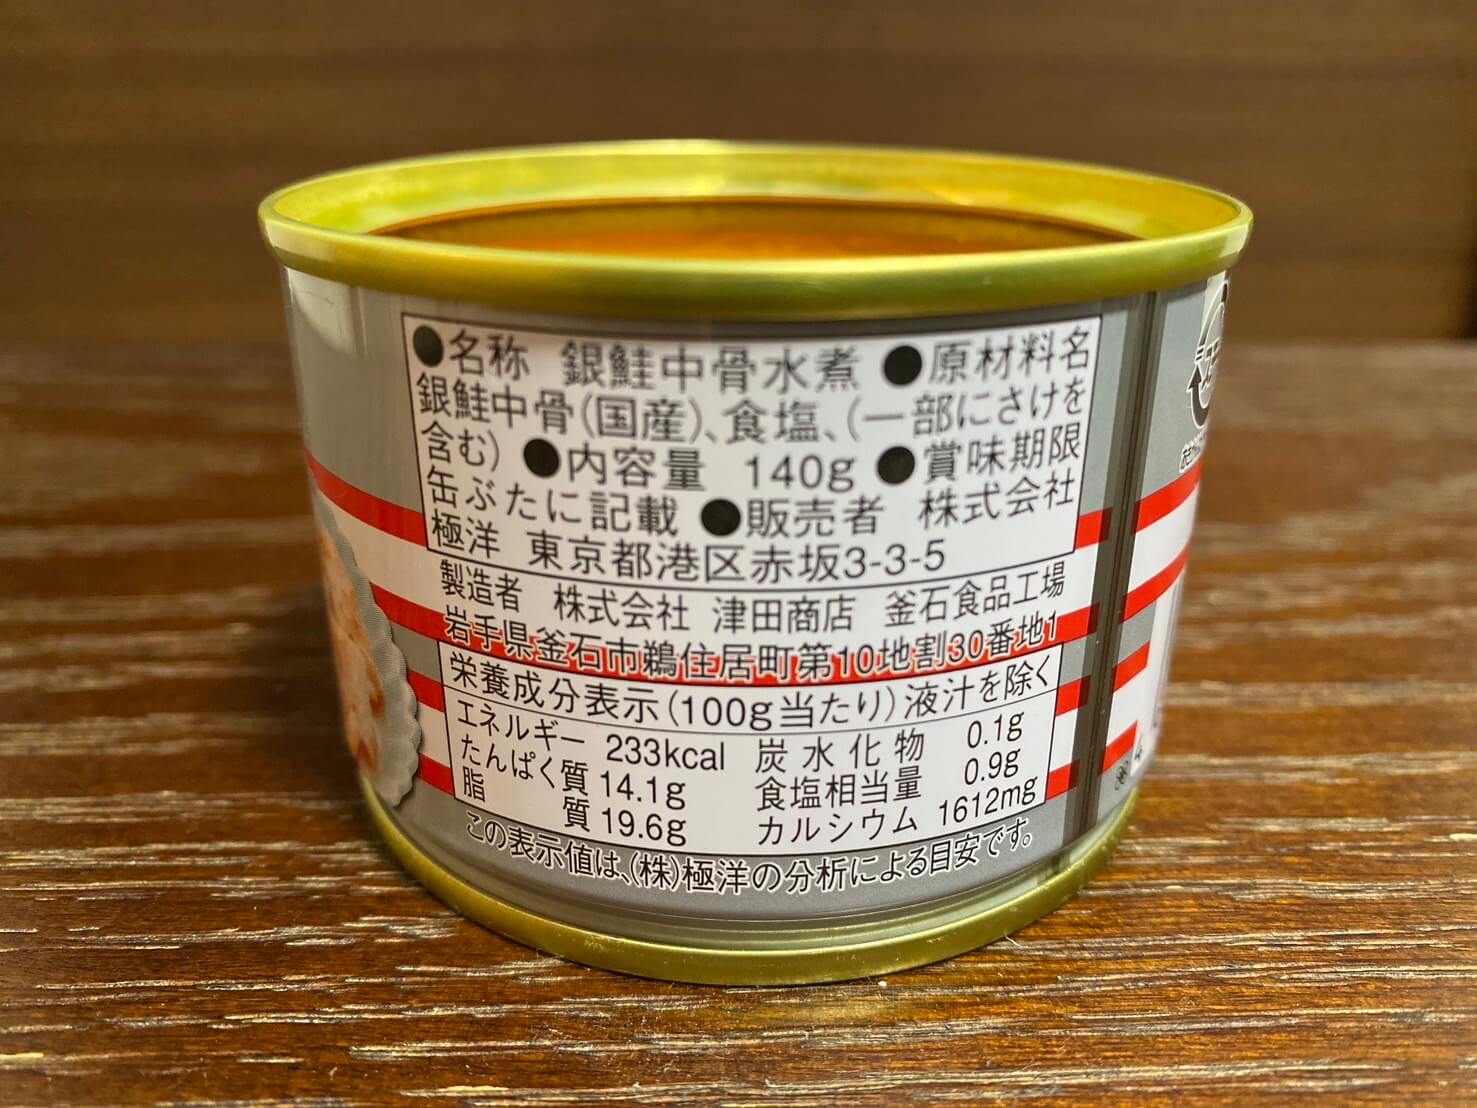 ●名称 銀鮭中骨水煮 ●原材料名
銀鮭中骨(国産)、食塩、(一部にさけを
含む) ●内容量 140g ●賞味期限
缶ぶたに記載 ●販売者 株式会社
極洋 東京都港区赤坂3-3-5
製造者 株式会社 津田商店 釜石食品工場
岩手県釜石市鵜住居町第10地割30番地1
栄養成分表示(100g当たり)液汁を除く
エネルギー 233kcal 炭水化物 0.1g
たんぱく質 14.1g 食塩相当量 0.9g
脂質 19.6g カルシウム 1612mg
この表示値は、(株)極洋の分析による目安です。